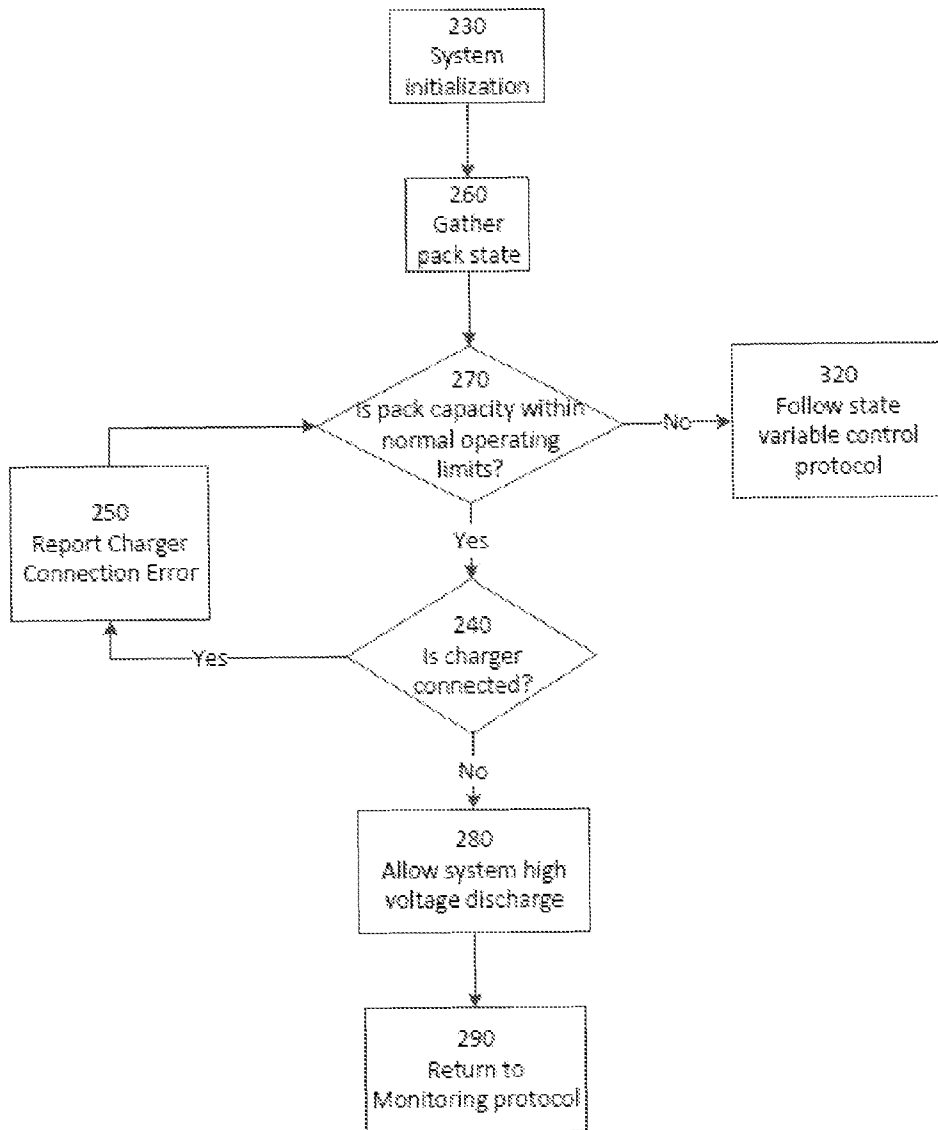 230
System
initialization
260
Gather
pack state
270
Is pack capacity within
normal operating
limits?
No
320
Follow state
variable control
protocol
250
Report Charger
Connection Error
Yes
240
Is charger
connected?
Yes
No
280
Allow system high
voltage discharge
290
Return to
Monitoring protocol